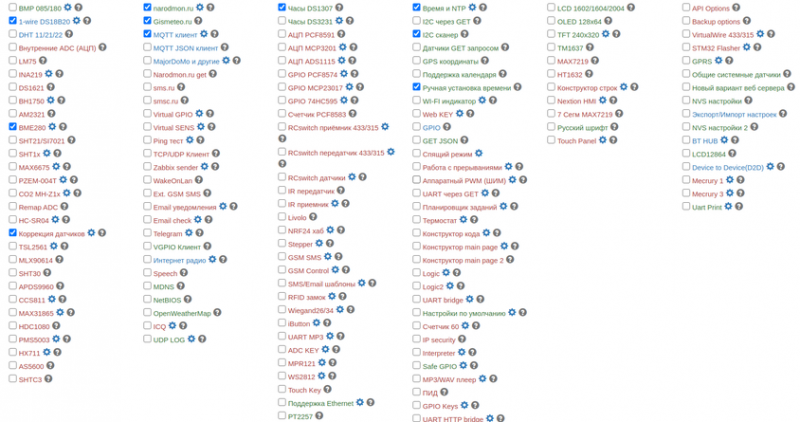 BMP 085/180
1-wire DS18B20
DHT 11/21/22
Внутренние ADC (АЦП)
LM75
INA219
DS1621
BH1750
AM2321
BME280
SHT21/Si7021
SHT1x
MAX6675
PZEM-004T
CO2 MH-Z1x
Remap ADC
HC-SR04
Коррекция датчиков
TSL2561
MLX90614
SHT30
APDS9960
CCS811
MAX31865
HDC1080
PMS5003
HX711
AS5600
SHTC3
narodmon.ru
Gismeteo.ru
MQTT клиент
MQTT JSON клиент
MajorDoMo и другие
Narodmon.ru get
sms.ru
smsc.ru
Virtual GPIO
Virtual SENS
Ping тест
TCP/UDP Клиент
Zabbix sender
WakeOnLan
Ext. GSM SMS
Email уведомления
Email check
Telegram
VGPIO Клиент
Интернет радио
Speech
MDNS
NetBIOS
OpenWeatherMap
ICQ
UDP LOG
Часы DS1307
Часы DS3231
АЦП PCF8591
АЦП MCP3201
АЦП ADS1115
GPIO PCF8574
GPIO MCP23017
GPIO 74HC595
Счетчик PCF8583
RCswitch приёмник 433/315
RCswitch передатчик 433/315
RCswitch датчики
IR передатчик
IR приемник
Livolo
NRF24 хаб
Stepper
GSM SMS
GSM Control
SMS/Email шаблоны
RFID замок
Wiegand26/34
iButton
UART MP3
ADC KEY
MPR121
WS2812
Touch Key
Поддержка Ethernet
PT2257
Время и NTP
I2C через GET
I2C сканер
Датчики GET запросом
GPS координаты
Поддержка календаря
Ручная установка времени
WI-FI индикатор
Web KEY
GPIO
GET JSON
Спящий режим
Работа с прерываниями
Аппаратный PWM (ШИМ)
UART через GET
Планировщик заданий
Термостат
Конструктор кода
Конструктор main page
Конструктор main page 2
Logic
Logic2
UART bridge
Настройки по умолчанию
Счетчик 60
IP security
Interpreter
Safe GPIO
MP3/WAV плеер
ПИД
GPIO Keys
UART HTTP bridge
LCD 1602/1604/2004
OLED 128x64
TFT 240x320
TM1637
MAX7219
HT1632
Конструктор строк
Nextion HMI
7 Сегм MAX7219
Русский шрифт
Touch Panel
API Options
Backup options
VirtualWire 433/315
STM32 Flasher
GPRS
Общие системные датчики
Новый вариант веб сервера
NVS настройки
Экспорт/Импорт настроек
NVS настройки 2
BT HUB
LCD12864
Device to Device(D2D)
Mecrury 1
Mecrury 3
Uart Print